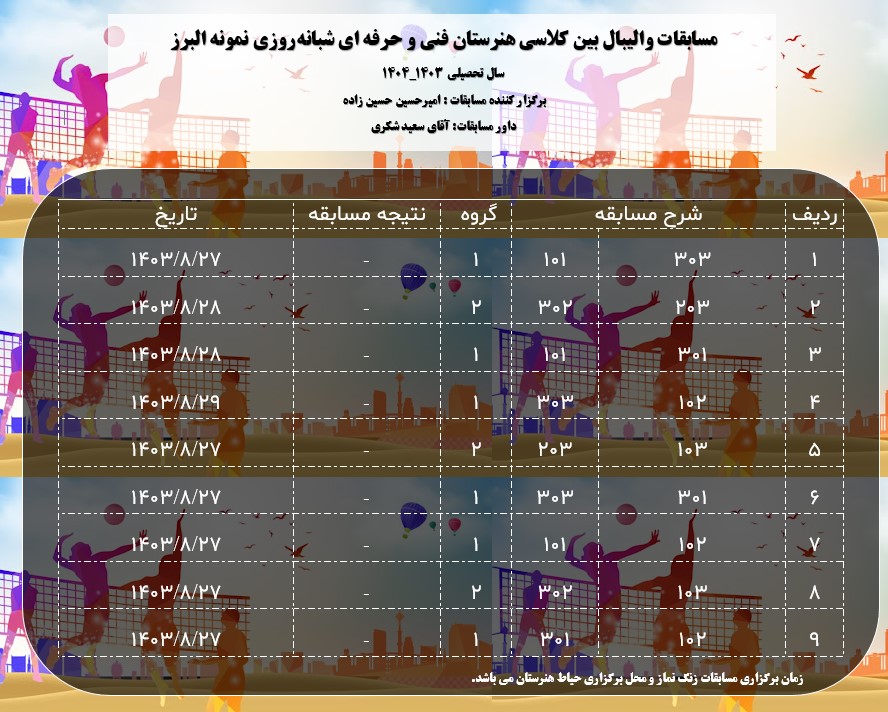 مسابقات والیبال بین کلاسی هنرستان فنی و حرفه ای شبانه‌روزی نمونه البرز
سال تحصیلی ۱۴۰۳_۱۴۰۴
برگزار کننده مسابقات : امیرحسین حسین زاده
داور مسابقات: آقای سعید شکری
ردیف شرح مسابقه گروه نتیجه مسابقه تاریخ
۱ ۳۰۳ ۱۰۱ ۱ - ۱۴۰۳/۸/۲۷
۲ ۲۰۳ ۳۰۲ ۲ - ۱۴۰۳/۸/۲۸
۳ ۳۰۱ ۱۰۱ ۱ - ۱۴۰۳/۸/۲۸
۴ ۱۰۲ ۳۰۳ ۱ - ۱۴۰۳/۸/۲۹
۵ ۱۰۳ ۲۰۳ ۲ - ۱۴۰۳/۸/۲۷
۶ ۳۰۱ ۳۰۳ ۱ - ۱۴۰۳/۸/۲۷
۷ ۱۰۲ ۱۰۱ ۱ - ۱۴۰۳/۸/۲۷
۸ ۱۰۳ ۳۰۲ ۲ - ۱۴۰۳/۸/۲۷
۹ ۱۰۲ ۳۰۱ ۱ - ۱۴۰۳/۸/۲۷
زمان برگزاری مسابقات زنگ نماز و محل برگزاری حیاط هنرستان می باشد.